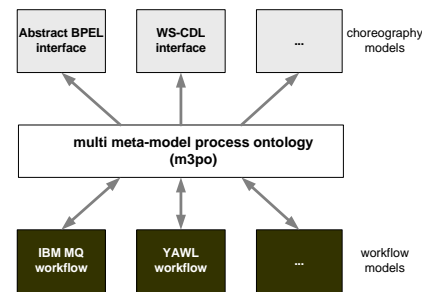 Abstract BPEL
interface
WS-CDL
interface
...
choreography
models
multi meta-model process ontology
(m3po)
IBM MQ
workflow
YAWL
workflow
...
workflow
models